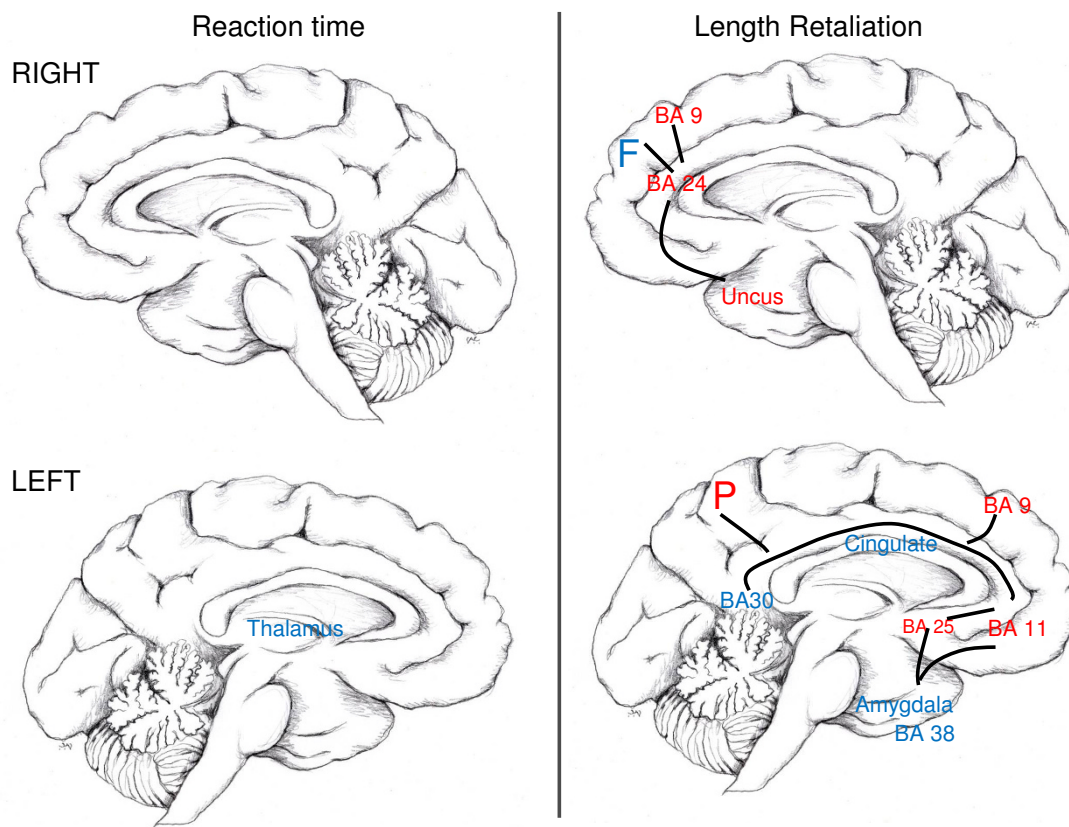 Reaction time
Length Retaliation
RIGHT
BA 9
F
BA 24
Uncus
LEFT
P
BA 9
Cingulate
BA30
Thalamus
BA 25
BA 11
Amygdala
BA 38